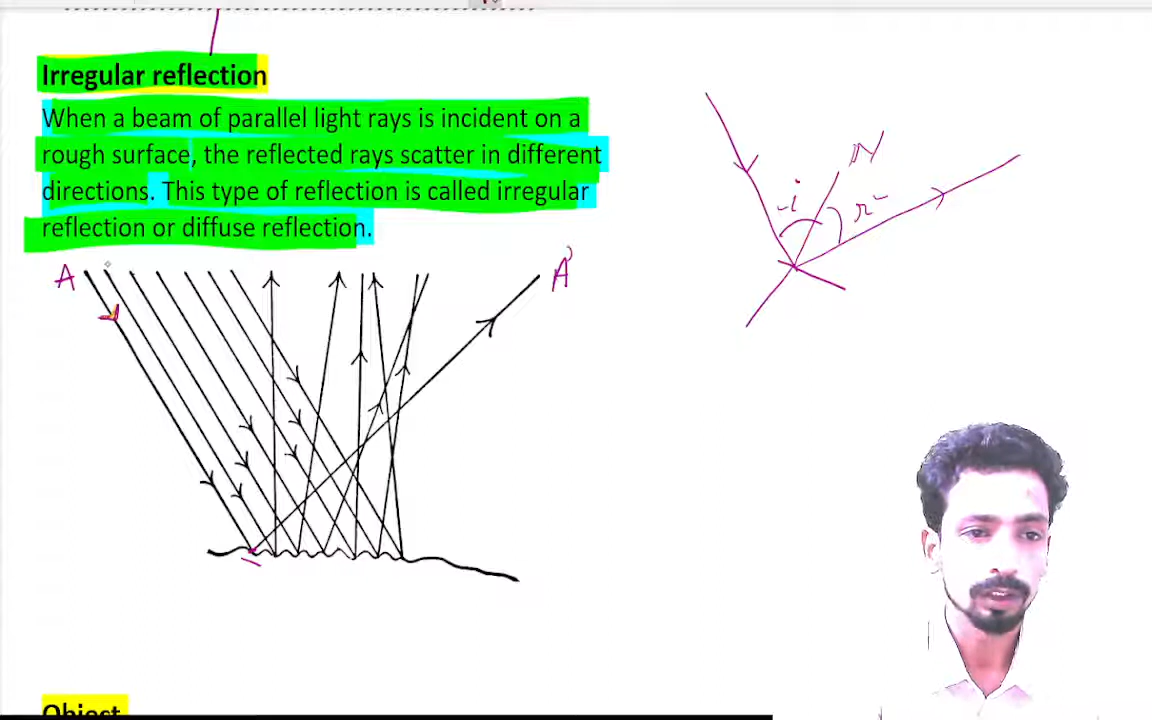 Irregular reflection
When a beam of parallel light rays is incident on a
rough surface, the reflected rays scatter in different
directions. This type of reflection is called irregular
reflection or diffuse reflection.
A
A'
N
i
r
Object